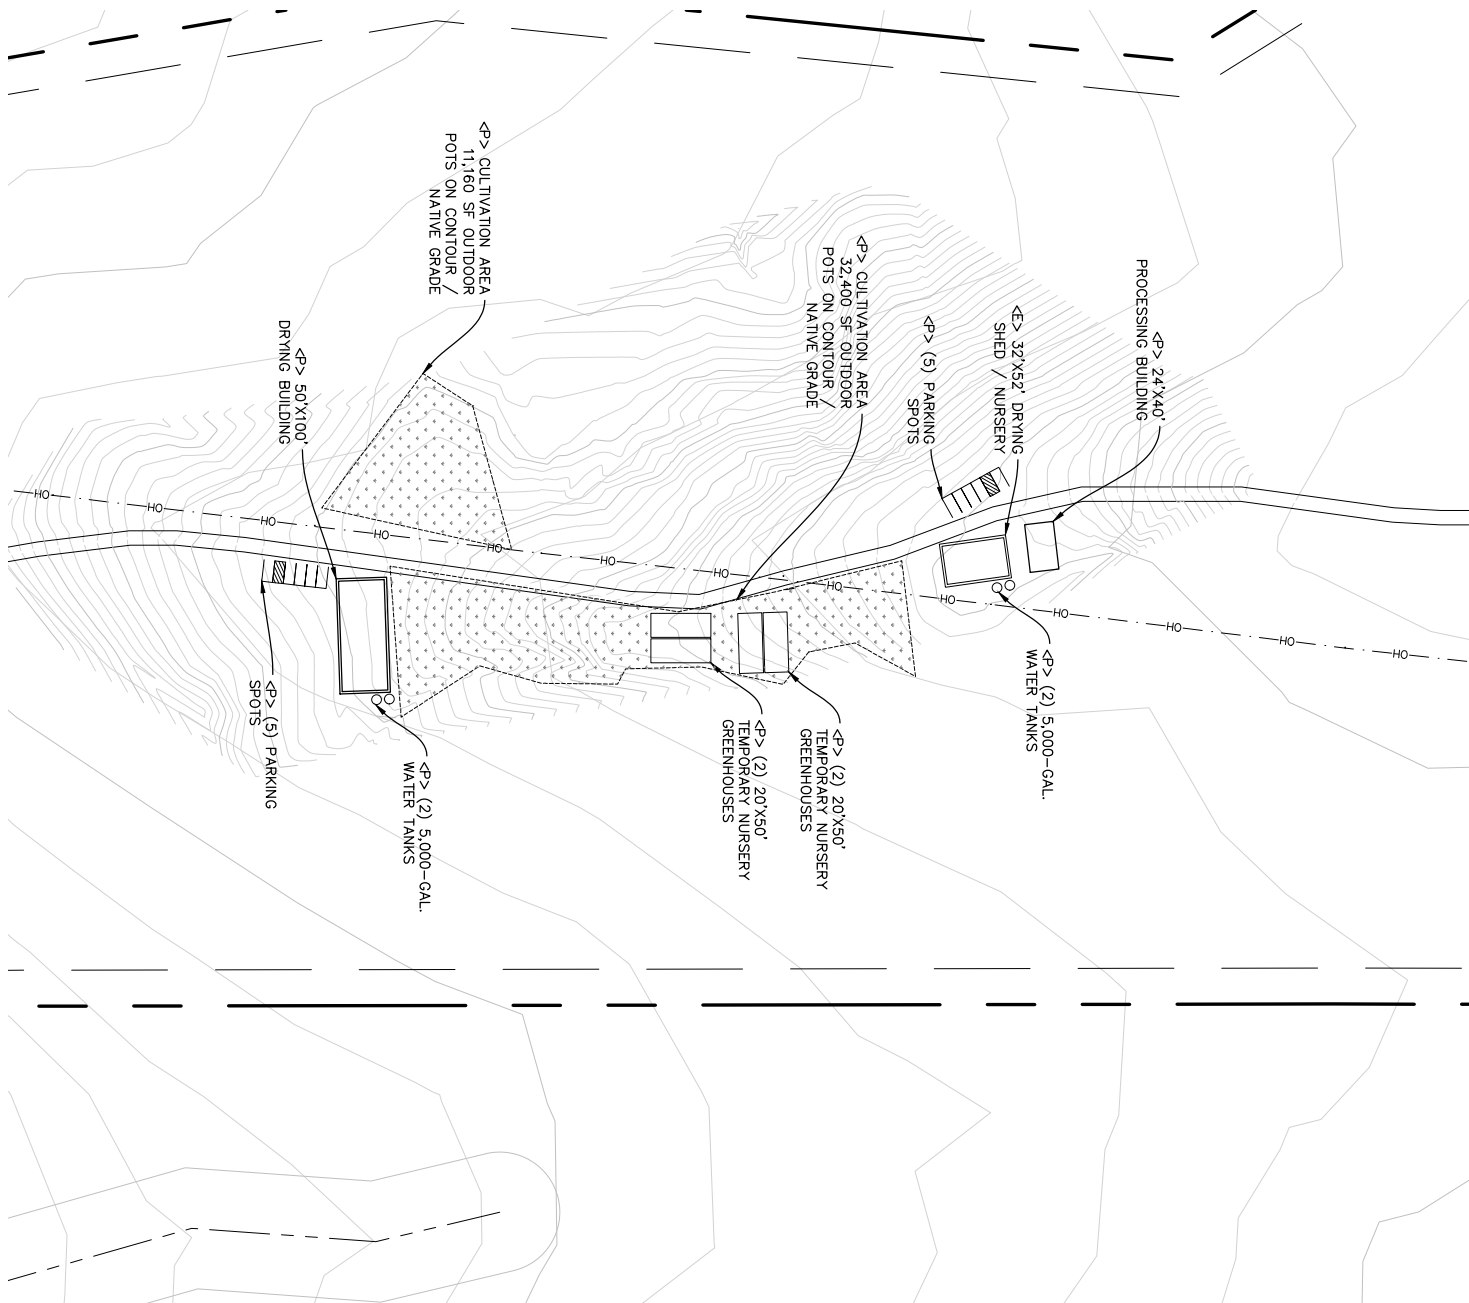 <P> CULTIVATION AREA
11,160 SF OUTDOOR
POTS ON CONTOUR /
NATIVE GRADE
<P> CULTIVATION AREA
32,400 SF OUTDOOR
POTS ON CONTOUR /
NATIVE GRADE
<P> 24'X40'
PROCESSING BUILDING
<E> 32'X52' DRYING
SHED / NURSERY
<P> (5) PARKING
SPOTS
<P> 50'X100'
DRYING BUILDING
HO
HO
HO
HO
HO
HO
HO
HO
HO
HO
HO
HO
HO
<P> (2) 5,000-GAL.
WATER TANKS
<P> (2) 20'X50'
TEMPORARY NURSERY
GREENHOUSES
<P> (2) 20'X50'
TEMPORARY NURSERY
GREENHOUSES
<P> (2) 5,000-GAL.
WATER TANKS
<P> (5) PARKING
SPOTS